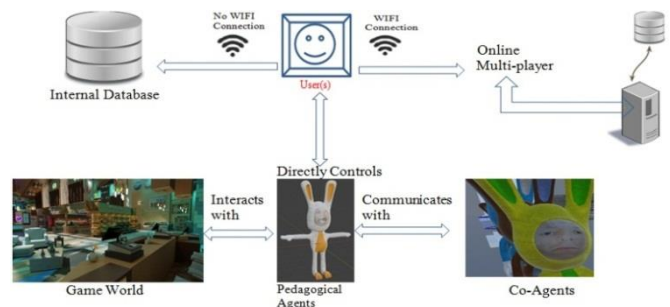 No WIFI
Connection
WIFI
Connection
Internal Database
User(s)
Online
Multi-player
Directly Controls
Interacts
with
Communicates
with
Game World
Pedagogical
Agents
Co-Agents